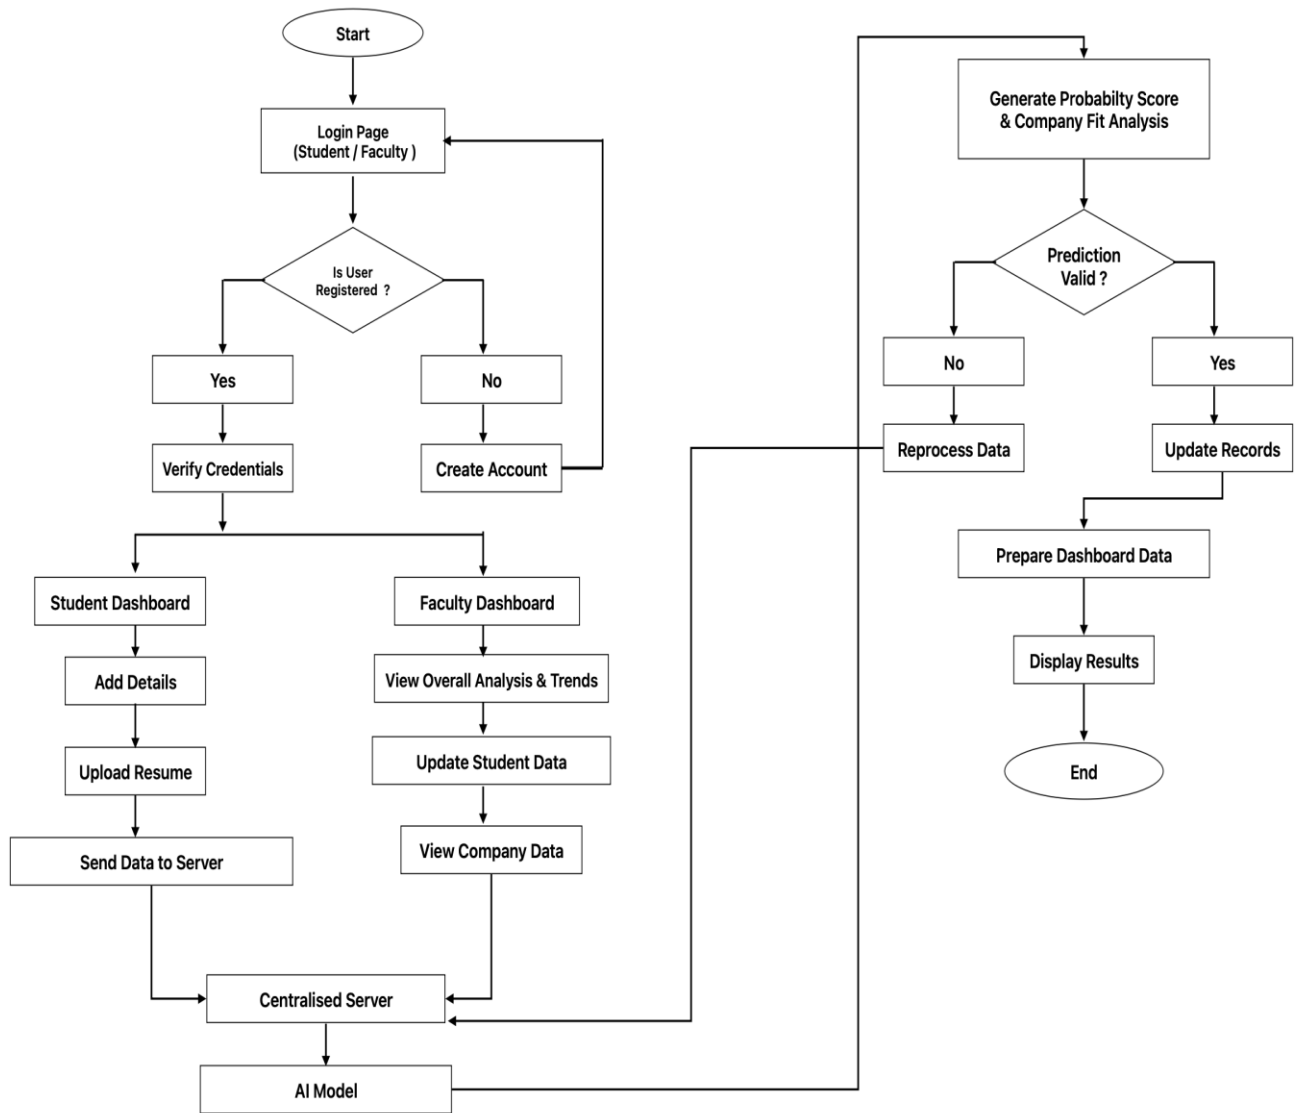 Start
Login Page
(Student / Faculty )
Is User
Registered ?
Yes
No
Verify Credentials
Create Account
Student Dashboard
Faculty Dashboard
Add Details
View Overall Analysis & Trends
Upload Resume
Update Student Data
Send Data to Server
View Company Data
Centralised Server
AI Model
Generate Probabilty Score
& Company Fit Analysis
Prediction
Valid ?
No
Yes
Reprocess Data
Update Records
Prepare Dashboard Data
Display Results
End